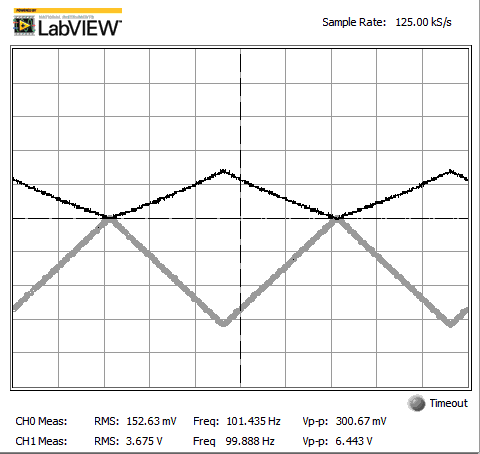 POWERED BY
NATIONAL INSTRUMENTS
LabVIEW™
Sample Rate: 125.00 kS/s
Timeout
CH0 Meas: RMS: 152.63 mV Freq: 101.435 Hz Vp-p: 300.67 mV
CH1 Meas: RMS: 3.675 V Freq 99.888 Hz Vp-p: 6.443 V